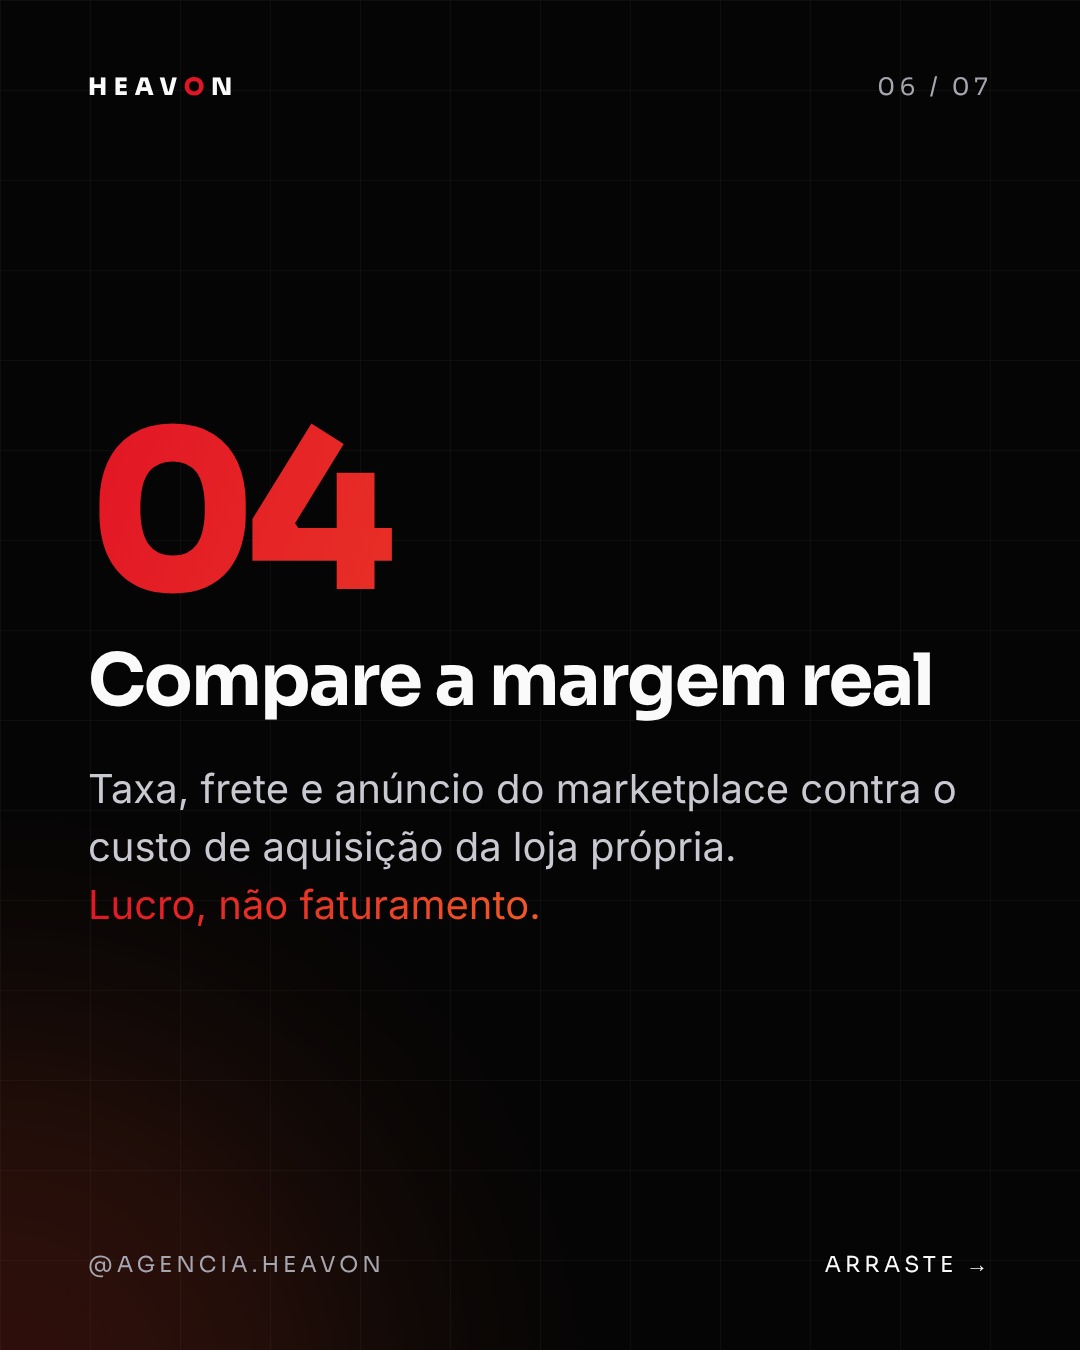 HEAVON
06 / 07
04
Compare a margem real
Taxa, frete e anúncio do marketplace contra o
custo de aquisição da loja própria.
Lucro, não faturamento.
@AGENCIA.HEAVON
ARRASTE →